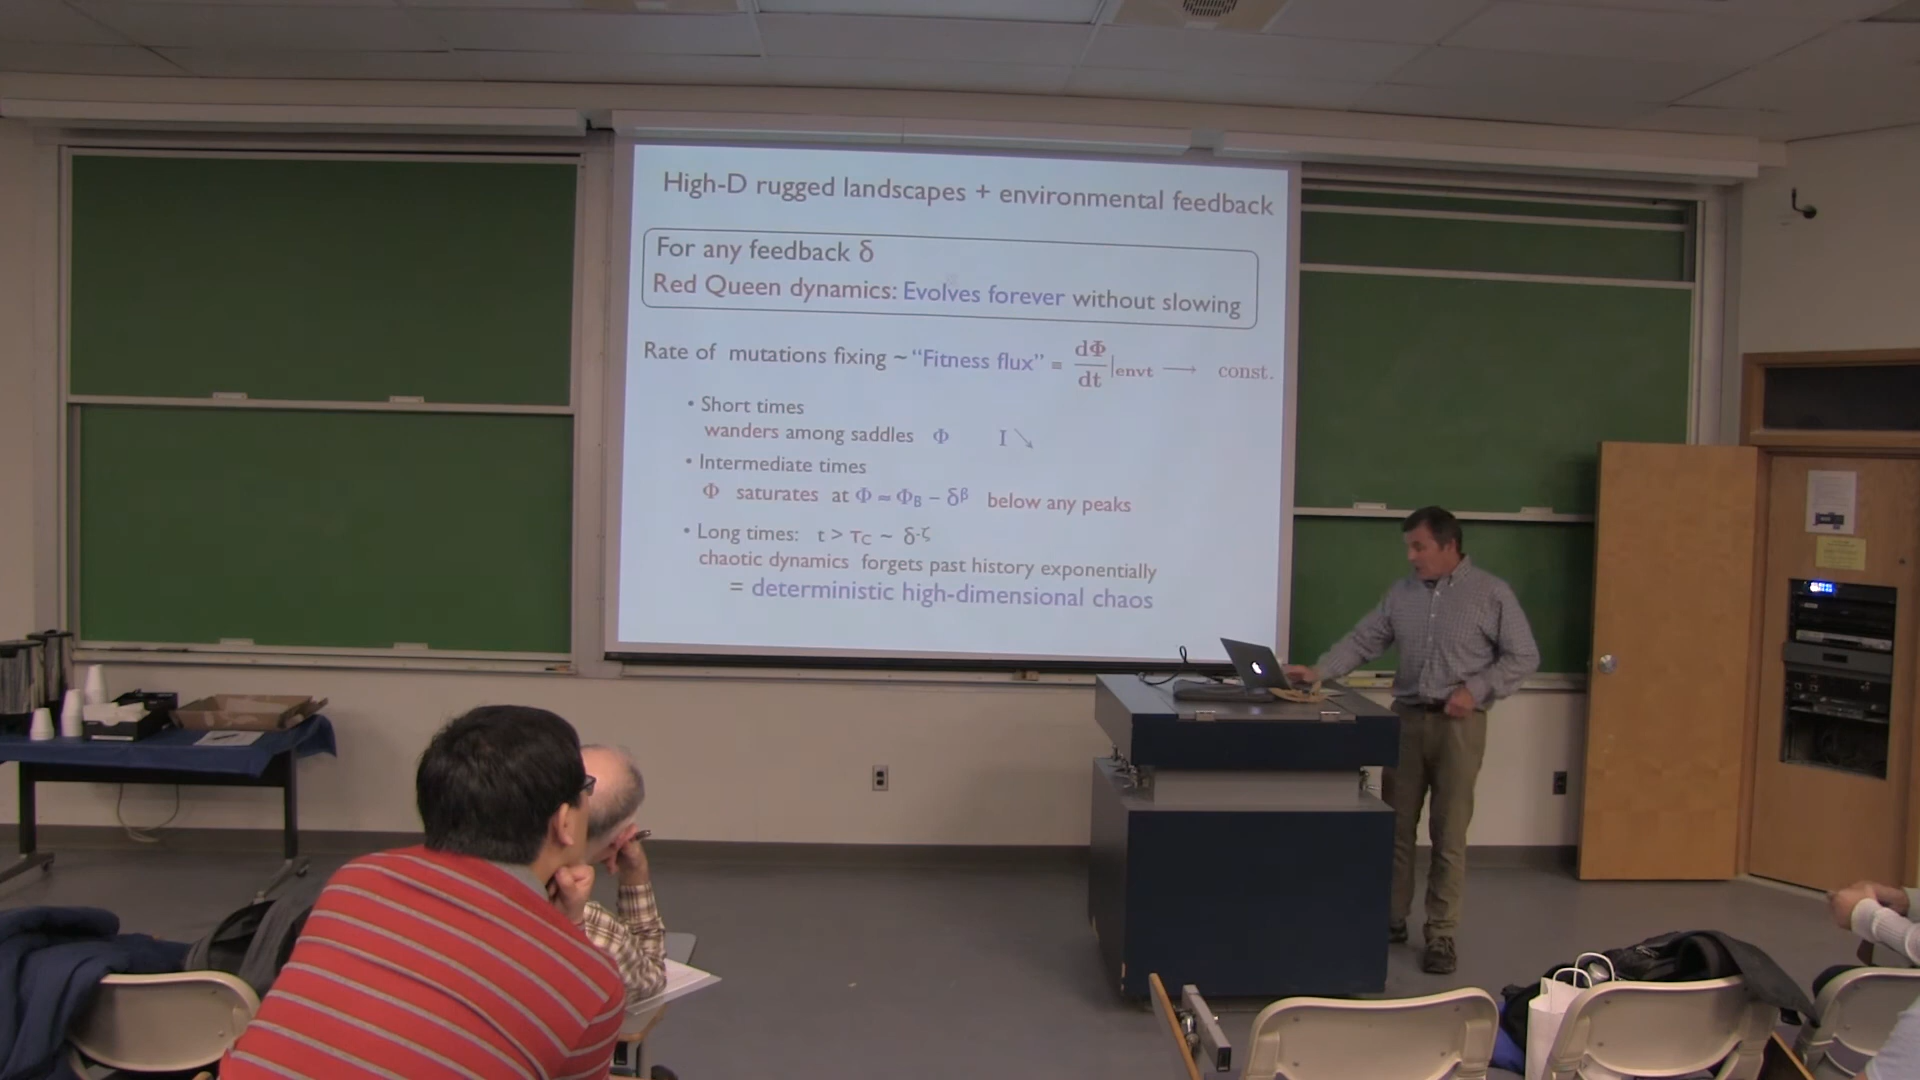 High-D rugged landscapes + environmental feedback
For any feedback δ
Red Queen dynamics: Evolves forever without slowing
Rate of mutations fixing ~ "Fitness flux" = dΦ/dt |envt ⟶ const.
• Short times
wanders among saddles Φ I ↘
• Intermediate times
Φ saturates at Φ = Φ_B − δ^β below any peaks
• Long times: t > T_C ~ δ^-ζ
chaotic dynamics forgets past history exponentially
= deterministic high-dimensional chaos